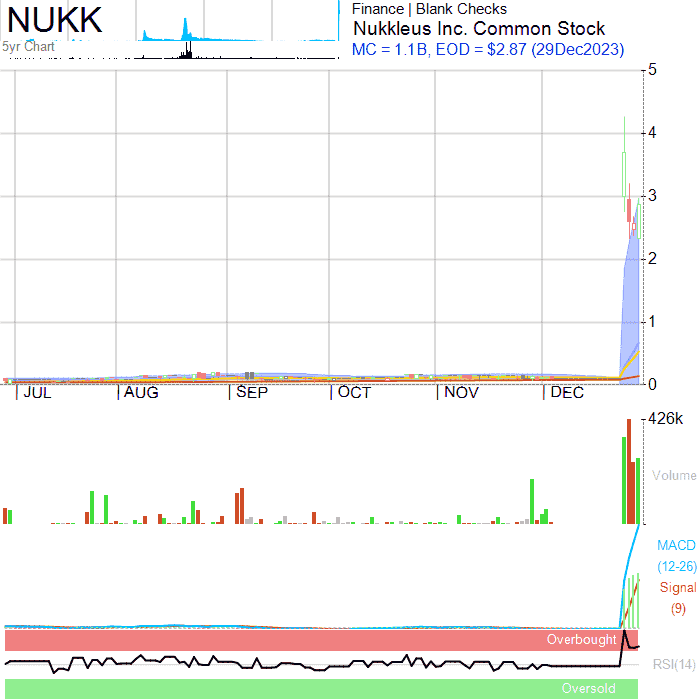 NUKK
5yr Chart
Finance | Blank Checks
Nukkleus Inc. Common Stock
MC = 1.1B, EOD = $2.87 (29Dec2023)
5
4
3
2
1
0
JUL AUG SEP OCT NOV DEC
426k
Volume
MACD
(12-26)
Signal
(9)
Overbought
RSI(14)
Oversold